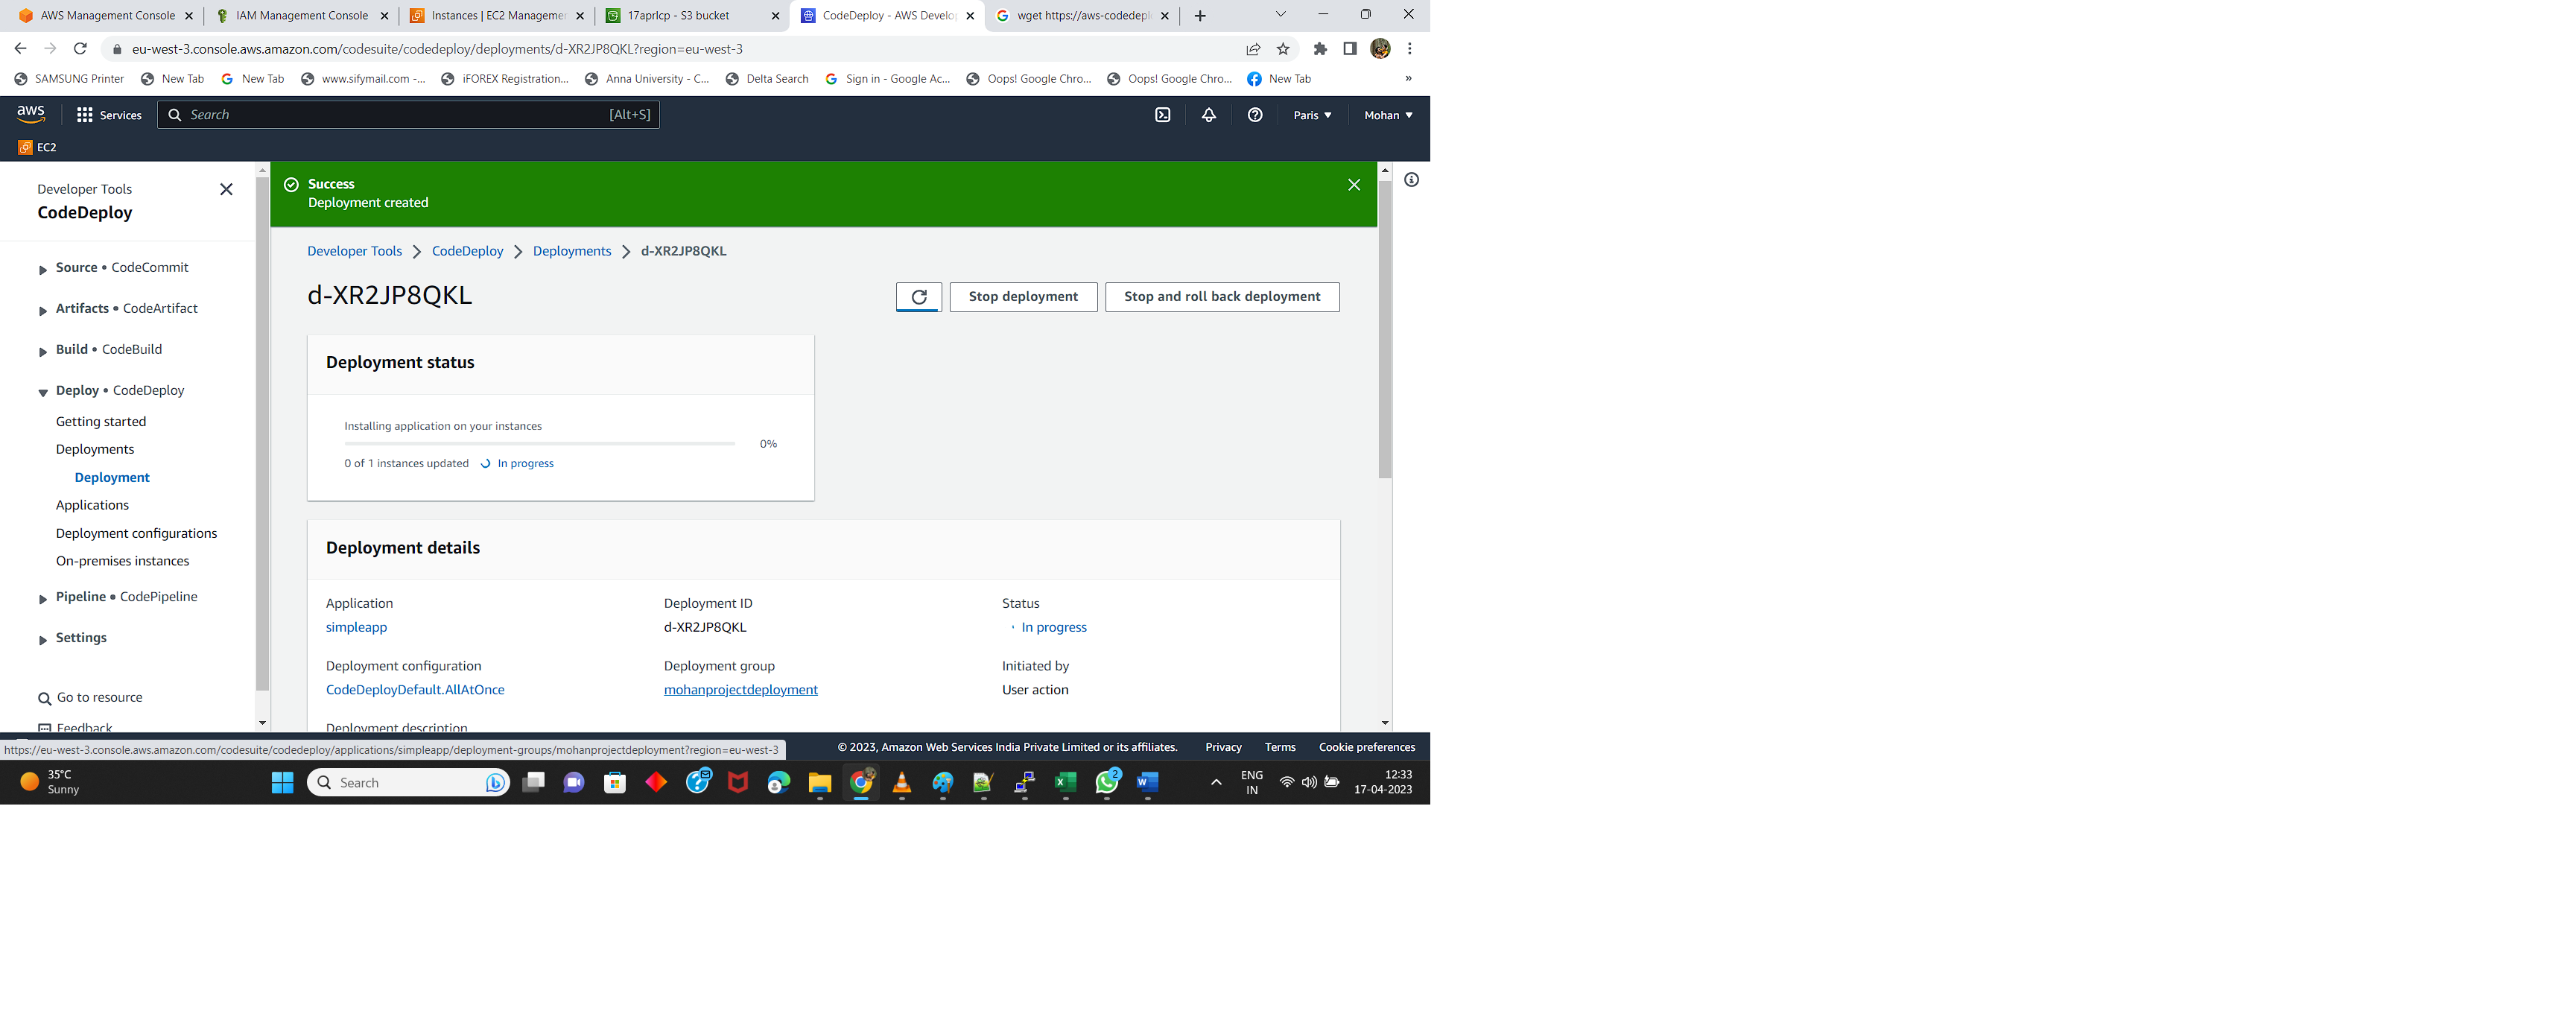 AWS Management Console
IAM Management Console
Instances | EC2 Managemen
17aprlcp - S3 bucket
CodeDeploy - AWS Develop
wget https://aws-codedeplo
eu-west-3.console.aws.amazon.com/codesuite/codedeploy/deployments/d-XR2JP8QKL?region=eu-west-3
SAMSUNG Printer
New Tab
New Tab
www.sifymail.com -...
iFOREX Registration...
Anna University - C...
Delta Search
Sign in - Google Ac...
Oops! Google Chro...
Oops! Google Chro...
New Tab
»
aws
Services
Search
[Alt+S]
Paris
Mohan
EC2
Developer Tools
CodeDeploy
Source • CodeCommit
Artifacts • CodeArtifact
Build • CodeBuild
Deploy • CodeDeploy
Getting started
Deployments
Deployment
Applications
Deployment configurations
On-premises instances
Pipeline • CodePipeline
Settings
Go to resource
Feedback
Success
Deployment created
Developer Tools
CodeDeploy
Deployments
d-XR2JP8QKL
d-XR2JP8QKL
Stop deployment
Stop and roll back deployment
Deployment status
Installing application on your instances
0%
0 of 1 instances updated
In progress
Deployment details
Application
Deployment ID
Status
simpleapp
d-XR2JP8QKL
In progress
Deployment configuration
Deployment group
Initiated by
CodeDeployDefault.AllAtOnce
mohanprojectdeployment
User action
Deployment description
https://eu-west-3.console.aws.amazon.com/codesuite/codedeploy/applications/simpleapp/deployment-groups/mohanprojectdeployment?region=eu-west-3
© 2023, Amazon Web Services India Private Limited or its affiliates.
Privacy
Terms
Cookie preferences
35°C
Sunny
Search
2
ENG
IN
12:33
17-04-2023